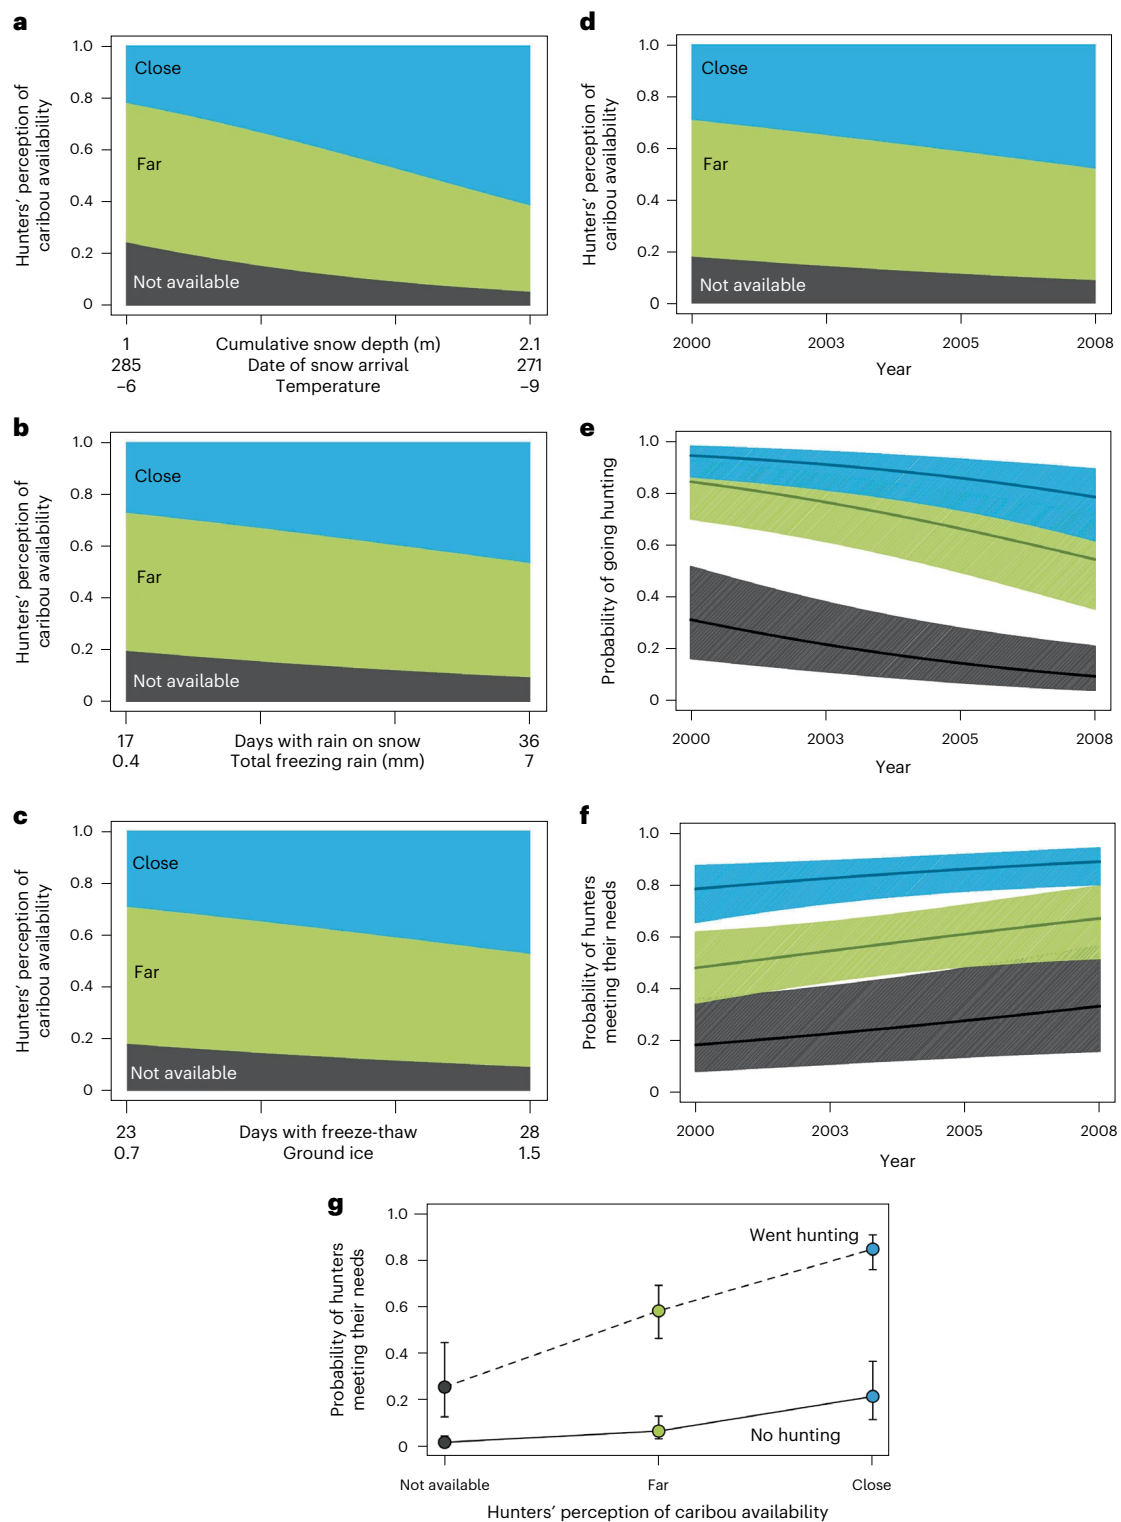 a
Hunters' perception of
caribou availability
1.0
0.8
0.6
0.4
0.2
0
Close
Far
Not available
1 Cumulative snow depth (m) 2.1
285 Date of snow arrival 271
–6 Temperature –9
b
Hunters' perception of
caribou availability
1.0
0.8
0.6
0.4
0.2
0
Close
Far
Not available
17 Days with rain on snow 36
0.4 Total freezing rain (mm) 7
c
Hunters' perception of
caribou availability
1.0
0.8
0.6
0.4
0.2
0
Close
Far
Not available
23 Days with freeze-thaw 28
0.7 Ground ice 1.5
d
Hunters' perception of
caribou availability
1.0
0.8
0.6
0.4
0.2
0
Close
Far
Not available
2000 2003 2005 2008
Year
e
Probability of going hunting
1.0
0.8
0.6
0.4
0.2
0
2000 2003 2005 2008
Year
f
Probability of hunters
meeting their needs
1.0
0.8
0.6
0.4
0.2
0
2000 2003 2005 2008
Year
g
Probability of hunters
meeting their needs
1.0
0.8
0.6
0.4
0.2
0
Went hunting
No hunting
Not available Far Close
Hunters' perception of caribou availability